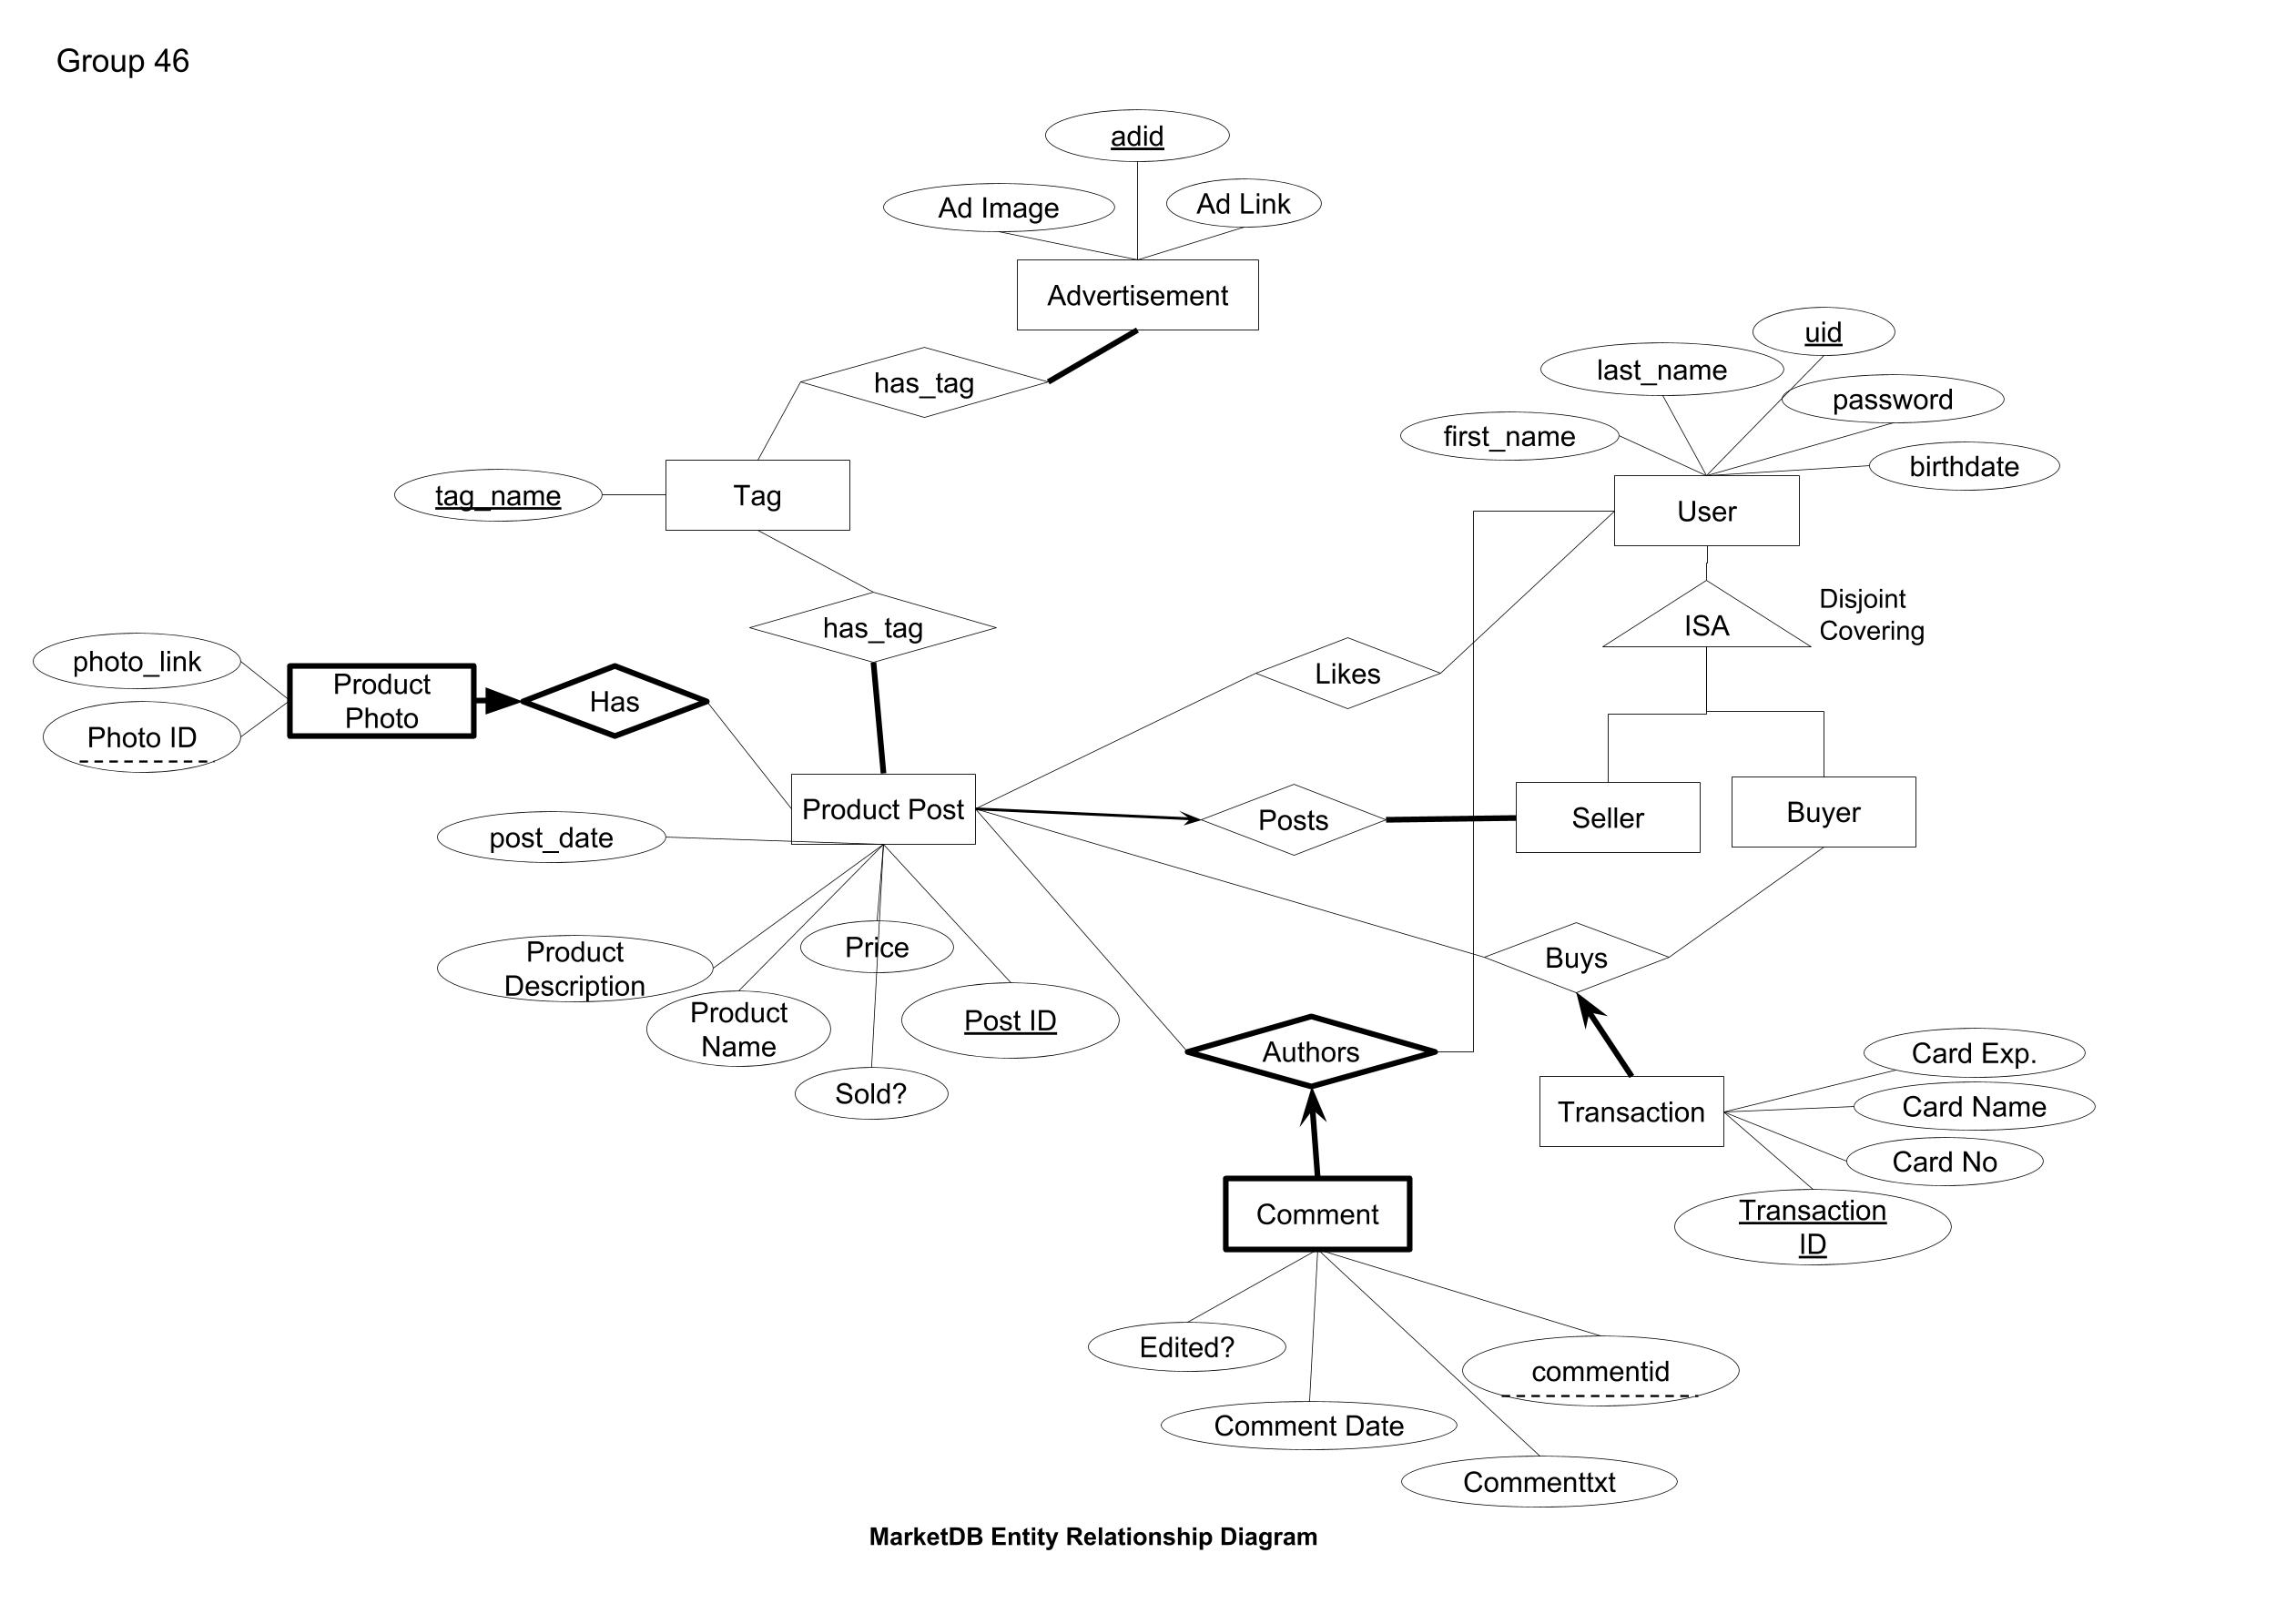 Group 46
adid
Ad Image
Ad Link
Advertisement
uid
last_name
password
has_tag
first_name
birthdate
tag_name
Tag
User
Disjoint
Covering
ISA
has_tag
photo_link
Product
Photo
Has
Likes
Photo ID
Product Post
Posts
Seller
Buyer
post_date
Product
Description
Price
Buys
Product
Name
Post ID
Authors
Card Exp.
Sold?
Transaction
Card Name
Card No
Comment
Transaction
ID
Edited?
commentid
Comment Date
Commenttxt
MarketDB Entity Relationship Diagram